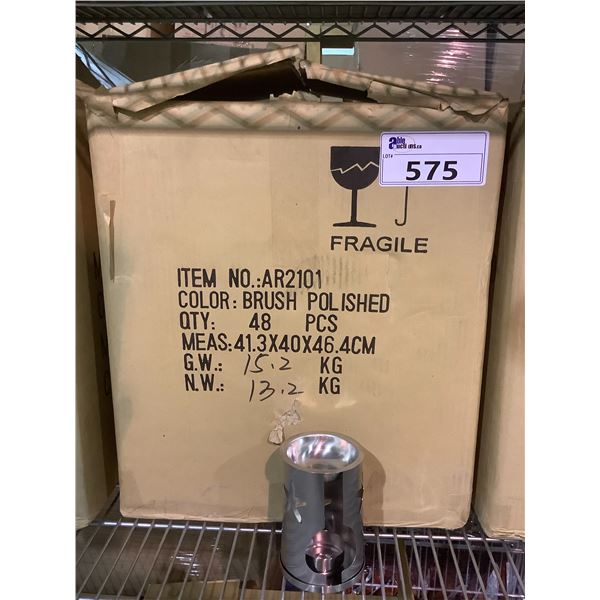 LOT#
575
FRAGILE
ITEM NO.:AR2101
COLOR: BRUSH POLISHED
QTY: 48 PCS
MEAS:41.3X40X46.4CM
G.W.: 15.2 KG
N.W.: 13.2 KG